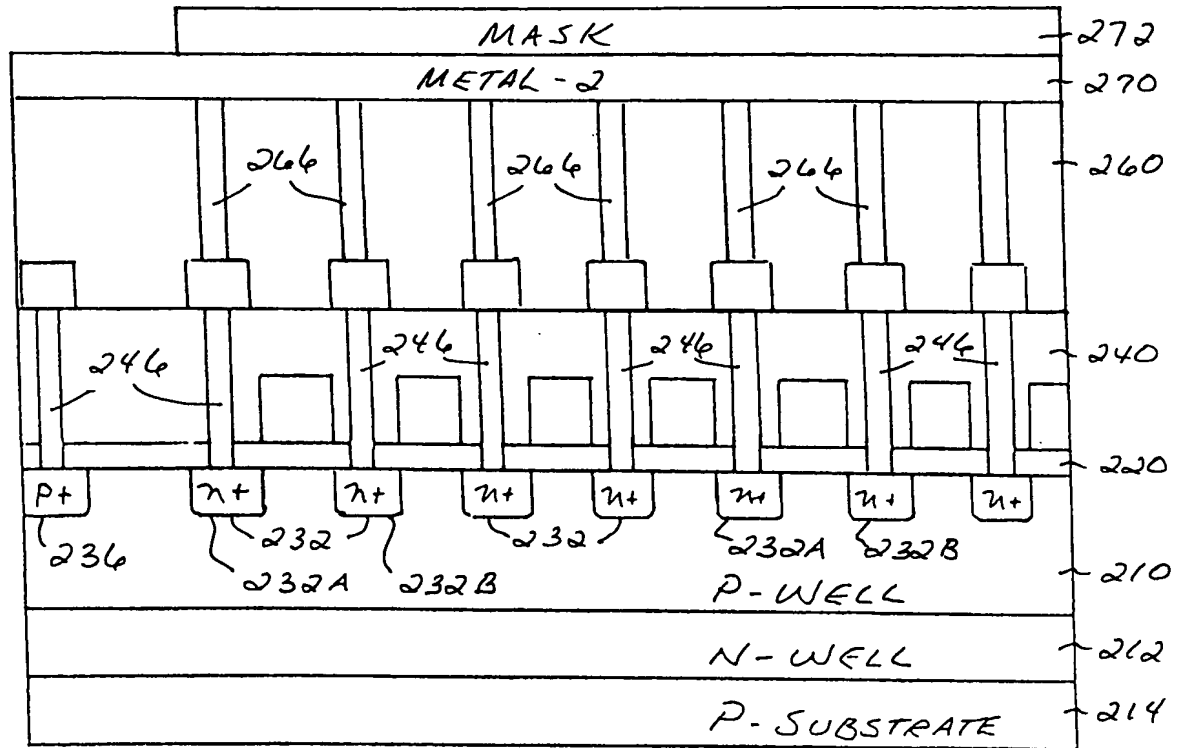 MASK 272
METAL-2 270
266 266 266 260
246 246 246 246 240
220
P+ n+ n+ n+ n+ n+ n+ n+
236 232 232 232A 232B
232A 232B 210
P-WELL
N-WELL 212
P-SUBSTRATE 214